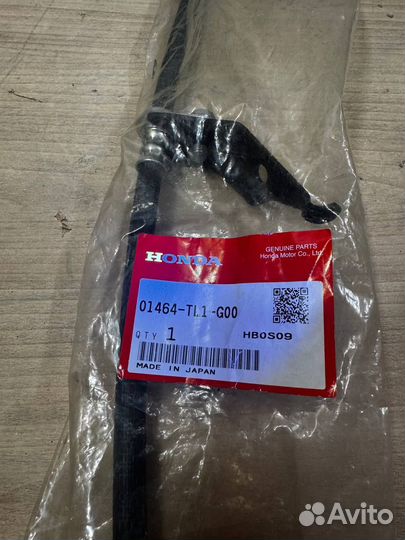 HONDA
GENUINE PARTS
Honda Motor Co., Ltd.
01464-TL1-G00
QTY 1
HB0S09
MADE IN JAPAN
Avito